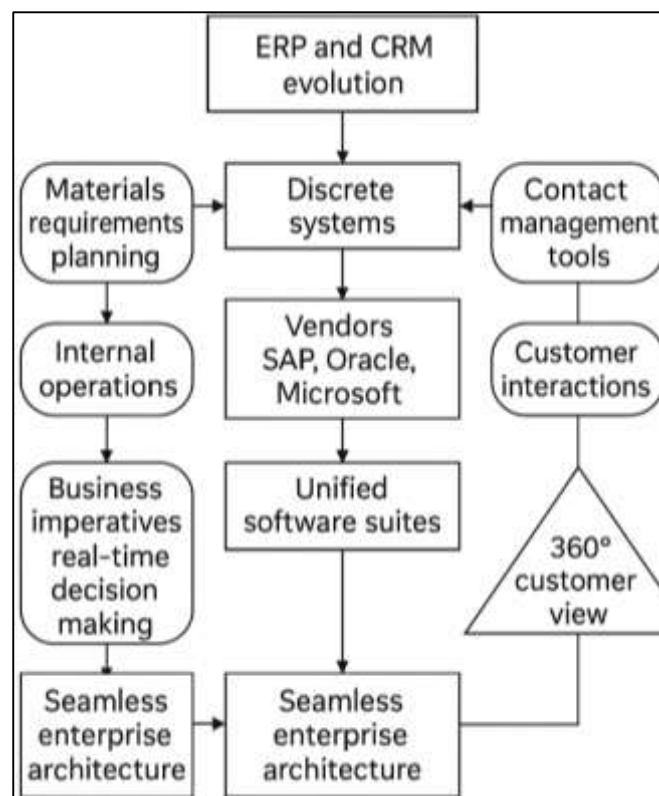 ERP and CRM
evolution
Materials
requirements
planning
Discrete
systems
Contact
management
tools
Internal
operations
Vendors
SAP, Oracle,
Microsoft
Customer
interactions
Business
imperatives
real-time
decision
making
Unified
software suites
360°
customer
view
Seamless
enterprise
architecture
Seamless
enterprise
architecture